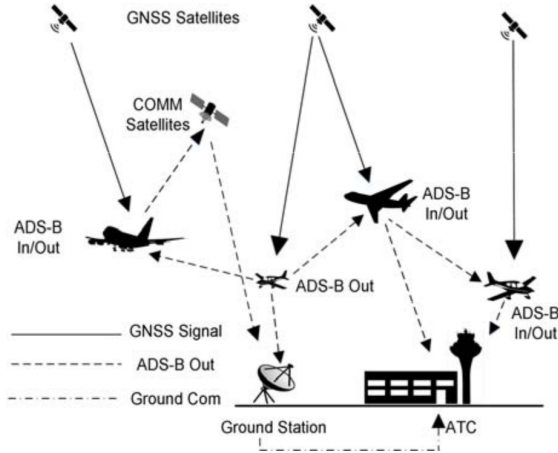 GNSS Satellites
COMM
Satellites
ADS-B
In/Out
ADS-B
In/Out
ADS-B Out
ADS-B
In/Out
GNSS Signal
ADS-B Out
Ground Com
Ground Station
ATC